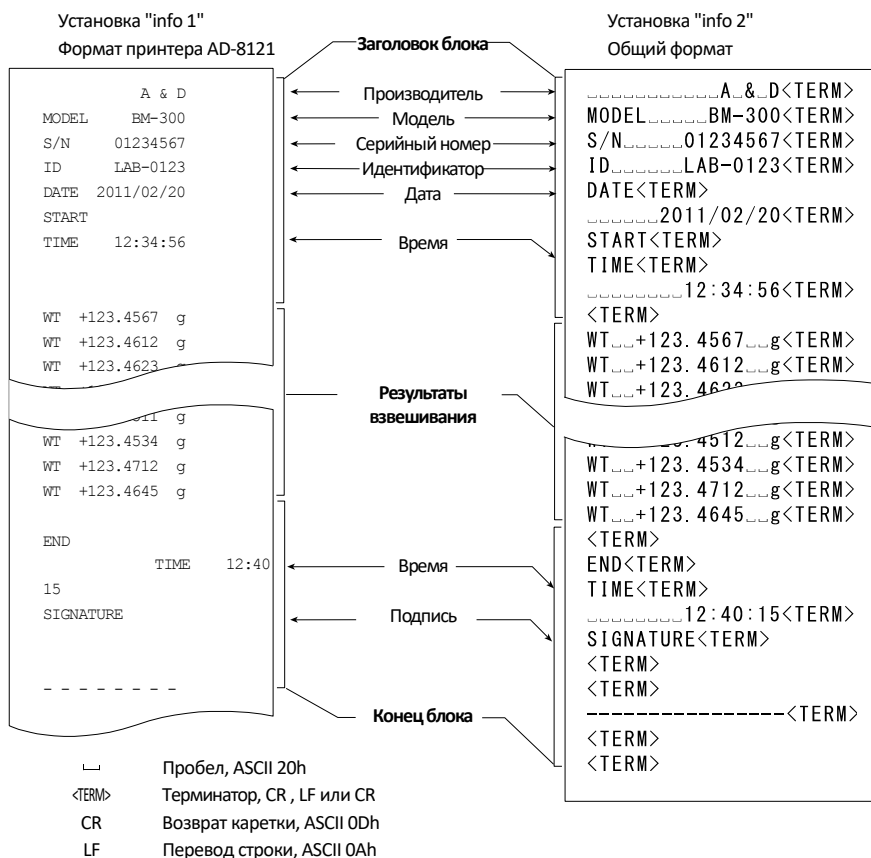 Установка "info 1"
Формат принтера AD-8121
A & D
MODEL BM-300
S/N 01234567
ID LAB-0123
DATE 2011/02/20
START
TIME 12:34:56
WT +123.4567 g
WT +123.4612 g
WT +123.4623
g
WT +123.4534 g
WT +123.4712 g
WT +123.4645 g
END
TIME 12:40
15
SIGNATURE
- - - - - - - -
Заголовок блока
Производитель
Модель
Серийный номер
Идентификатор
Дата
Время
Результаты
взвешивания
Время
Подпись
Конец блока
Установка "info 2"
Общий формат
␣␣␣␣␣␣␣␣␣␣␣A␣&␣D<TERM>
MODEL␣␣␣␣␣BM-300<TERM>
S/N␣␣␣␣␣01234567<TERM>
ID␣␣␣␣␣␣LAB-0123<TERM>
DATE<TERM>
␣␣␣␣␣␣2011/02/20<TERM>
START<TERM>
TIME<TERM>
␣␣␣␣␣␣␣␣12:34:56<TERM>
<TERM>
WT␣␣+123.4567␣␣g<TERM>
WT␣␣+123.4612␣␣g<TERM>
WT␣␣+123.4623␣␣g<TERM>
4512␣␣g<TERM>
WT␣␣+123.4534␣␣g<TERM>
WT␣␣+123.4712␣␣g<TERM>
WT␣␣+123.4645␣␣g<TERM>
<TERM>
END<TERM>
TIME<TERM>
␣␣␣␣␣␣␣␣12:40:15<TERM>
SIGNATURE<TERM>
<TERM>
<TERM>
----------------<TERM>
<TERM>
<TERM>
␣ Пробел, ASCII 20h
<TERM> Терминатор, CR , LF или CR
CR Возврат каретки, ASCII 0Dh
LF Перевод строки, ASCII 0Ah